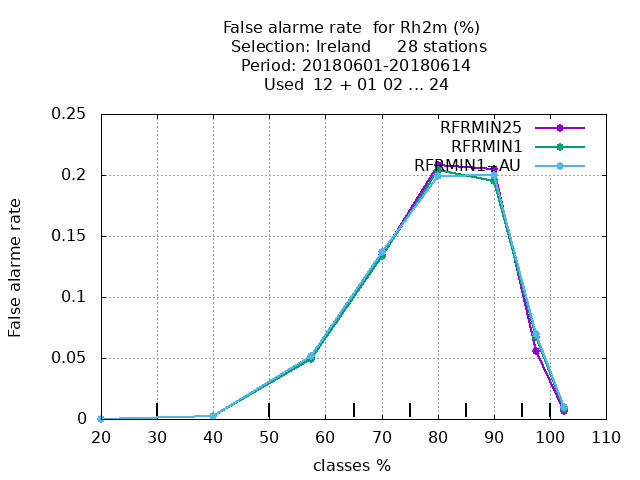 False alarme rate  for Rh2m (%)
Selection: Ireland     28 stations
Period: 20180601-20180614
Used  12 + 01 02 ... 24
RFRMIN25
RFRMIN1
RFRMIN1-AU
0.25
0.2
0.15
0.1
0.05
0
False alarme rate
20 30 40 50 60 70 80 90 100 110
classes %